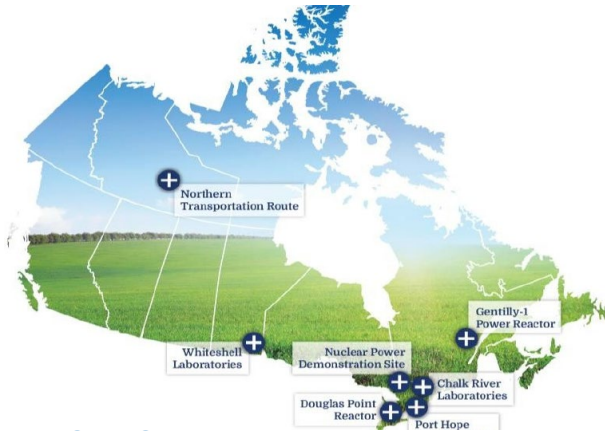 Northern
Transportation Route
Gentilly-1
Power Reactor
Whiteshell
Laboratories
Nuclear Power
Demonstration Site
Chalk River
Laboratories
Douglas Point
Reactor
Port Hope